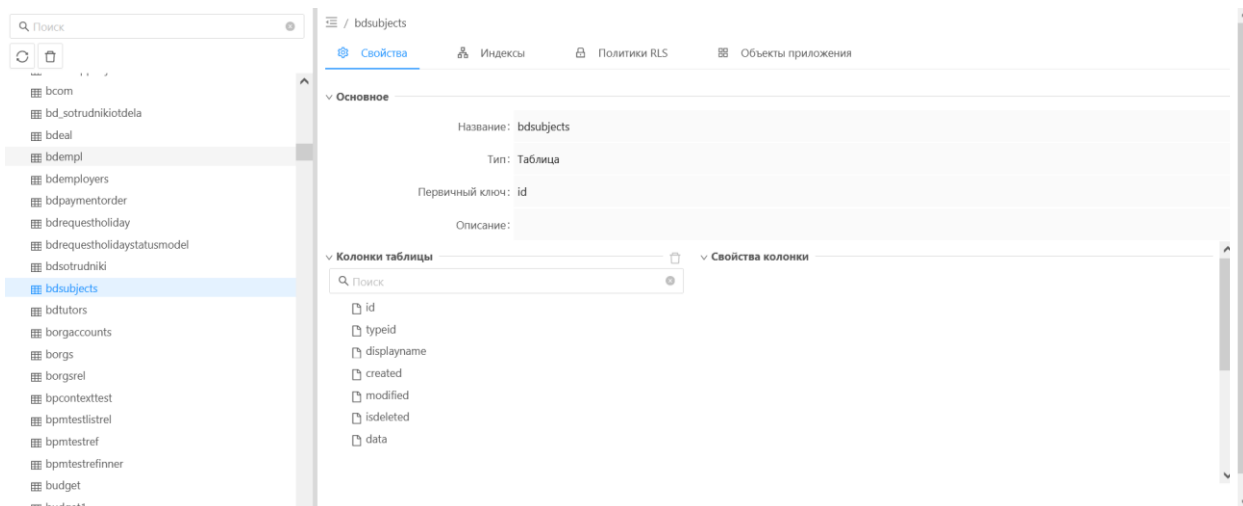 Поиск
bcom
bd_sotrudnikiotdela
bdeal
bdempl
bdemployers
bdpaymentorder
bdrequestholiday
bdrequestholidaystatusmodel
bdsotrudniki
bdsubjects
bdtutors
borgaccounts
borgs
borgsrel
bpcontexttest
bpmtestlistrel
bpmtestref
bpmtestrefinner
budget
/ bdsubjects
Свойства Индексы Политики RLS Объекты приложения
Основное
Название: bdsubjects
Тип: Таблица
Первичный ключ: id
Описание:
Колонки таблицы
Поиск
id
typeid
displayname
created
modified
isdeleted
data
Свойства колонки